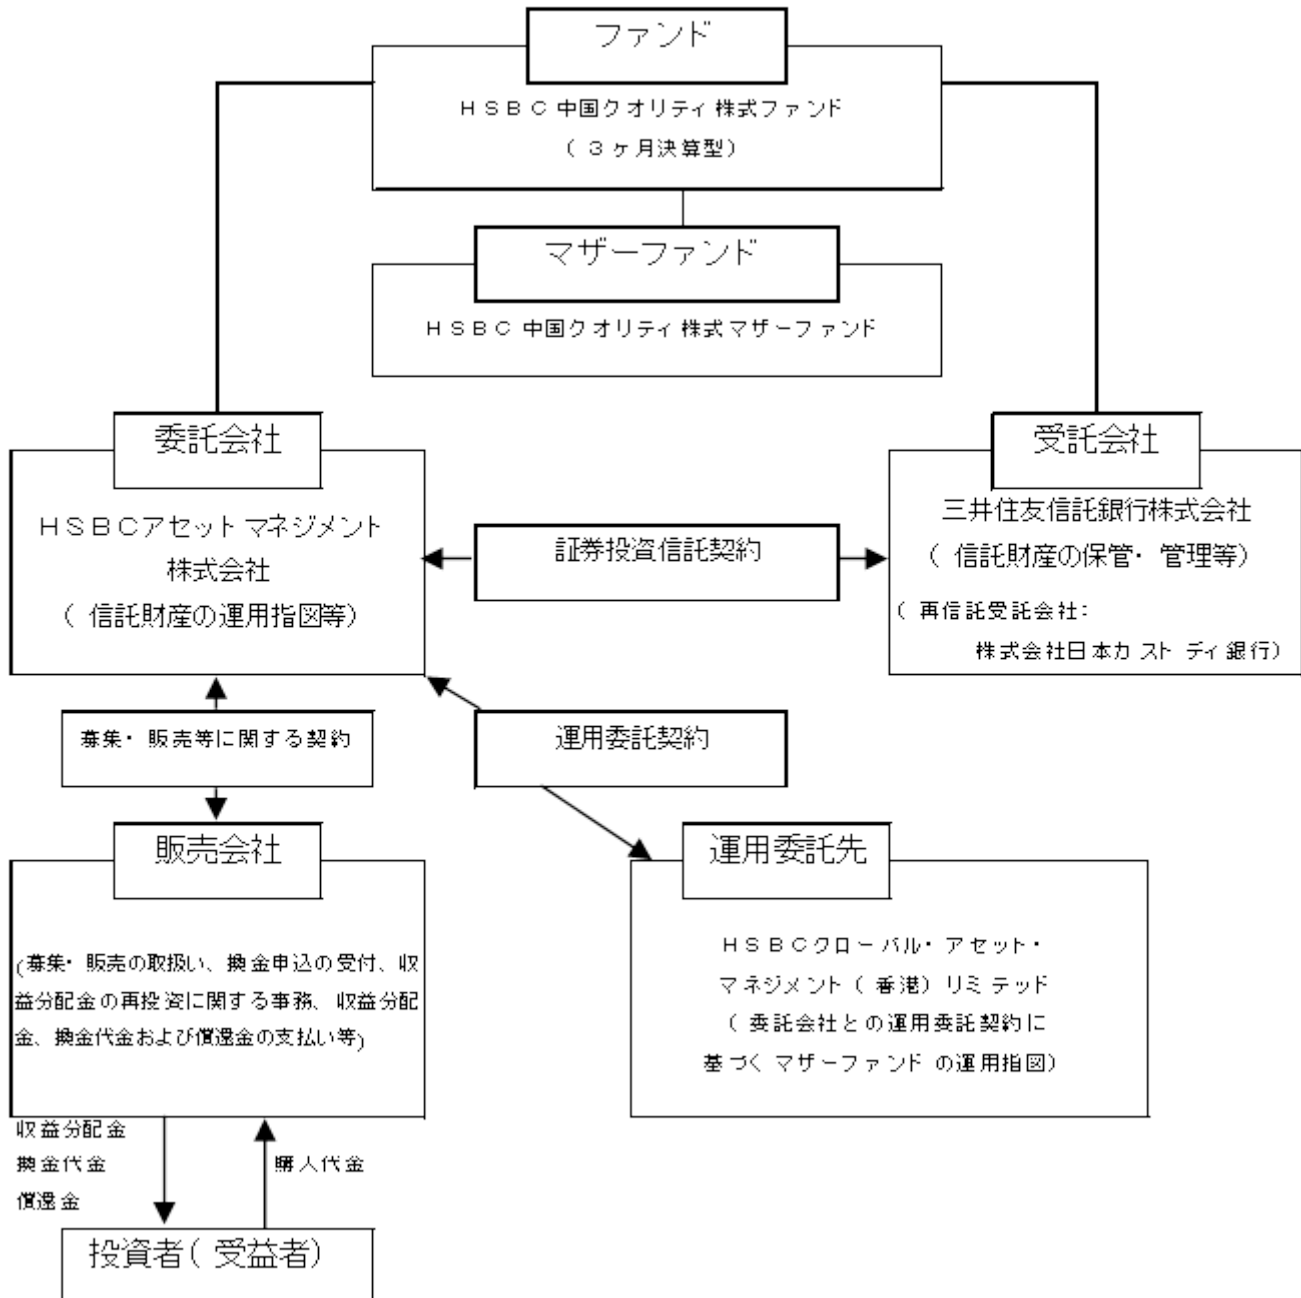 ファンド
HSBC中国クオリティ株式ファンド
(3ヶ月決算型)
マザーファンド
HSBC中国クオリティ株式マザーファンド
委託会社
HSBCアセットマネジメント
株式会社
(信託財産の運用指図等)
証券投資信託契約
受託会社
三井住友信託銀行株式会社
(信託財産の保管・管理等)
(再信託受託会社:
株式会社日本カストディ銀行)
募集・販売等に関する契約
運用委託契約
販売会社
(募集・販売の取扱い、換金申込の受付、収
益分配金の再投資に関する事務、収益分配
金、換金代金および償還金の支払い等)
運用委託先
HSBCグローバル・アセット・
マネジメント(香港)リミテッド
(委託会社との運用委託契約に
基づくマザーファンドの運用指図)
収益分配金
換金代金
償還金
購入代金
投資者(受益者)